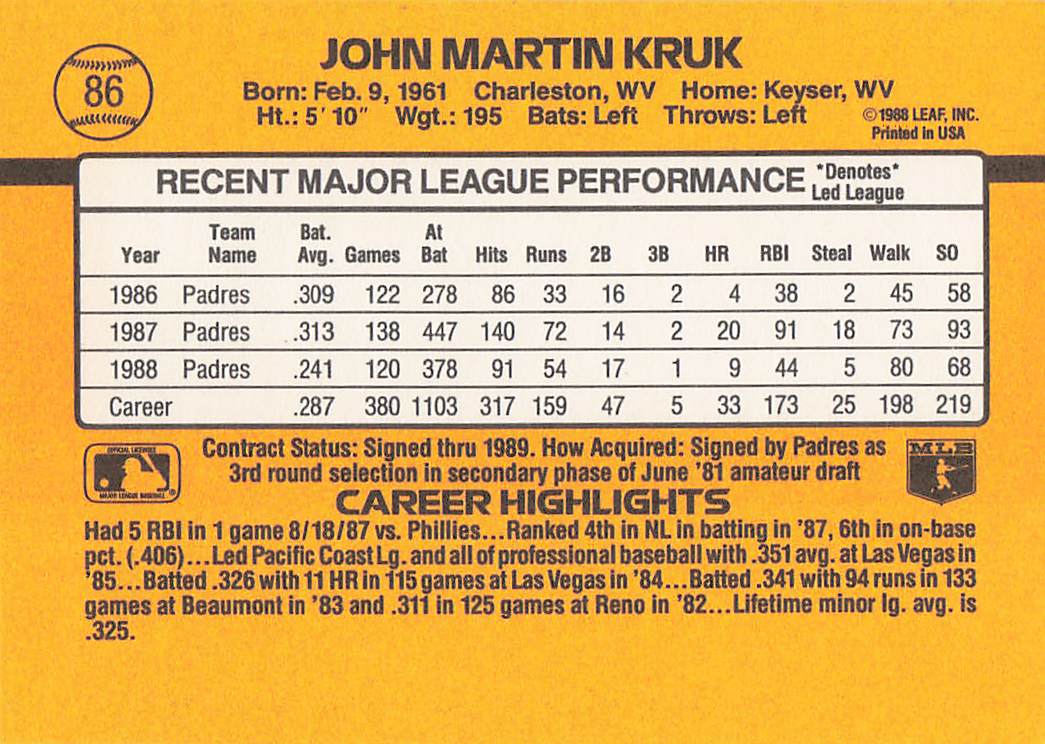 86
JOHN MARTIN KRUK
Born: Feb. 9, 1961 Charleston, WV Home: Keyser, WV
Ht.: 5' 10" Wgt.: 195 Bats: Left Throws: Left
©1988 LEAF, INC.
Printed in USA
RECENT MAJOR LEAGUE PERFORMANCE *Denotes* Led League
Year Team Name Bat. Avg. Games At Bat Hits Runs 2B 3B HR RBI Steal Walk SO
1986 Padres .309 122 278 86 33 16 2 4 38 2 45 58
1987 Padres .313 138 447 140 72 14 2 20 91 18 73 93
1988 Padres .241 120 378 91 54 17 1 9 44 5 80 68
Career .287 380 1103 317 159 47 5 33 173 25 198 219
OFFICIAL LICENSEE
MAJOR LEAGUE BASEBALL
®
Contract Status: Signed thru 1989. How Acquired: Signed by Padres as
3rd round selection in secondary phase of June '81 amateur draft
MLB
CAREER HIGHLIGHTS
Had 5 RBI in 1 game 8/18/87 vs. Phillies...Ranked 4th in NL in batting in '87, 6th in on-base
pct. (.406)...Led Pacific Coast Lg. and all of professional baseball with .351 avg. at Las Vegas in
'85...Batted .326 with 11 HR in 115 games at Las Vegas in '84...Batted .341 with 94 runs in 133
games at Beaumont in '83 and .311 in 125 games at Reno in '82...Lifetime minor lg. avg. is
.325.